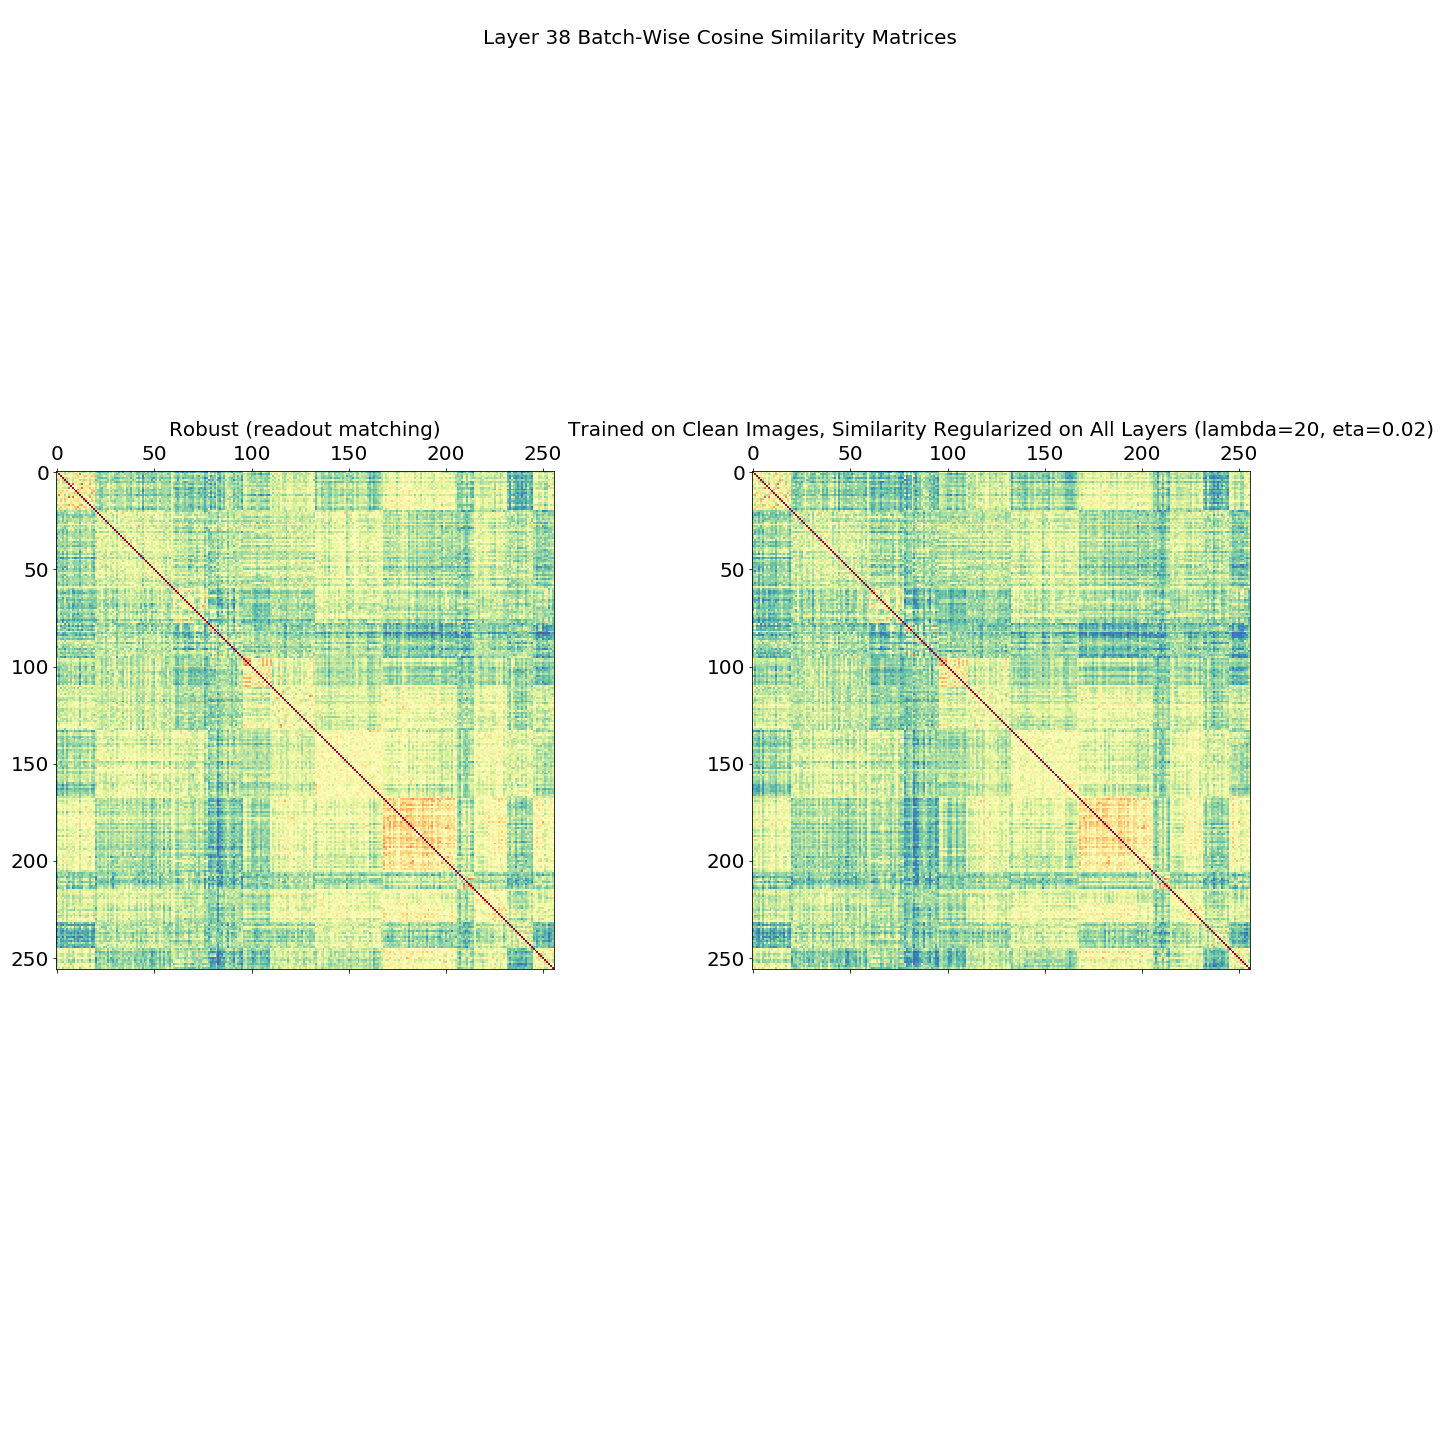 Layer 38 Batch-Wise Cosine Similarity Matrices
Robust (readout matching)
0 50 100 150 200 250
0
50
100
150
200
250
Trained on Clean Images, Similarity Regularized on All Layers (lambda=20, eta=0.02)
0 50 100 150 200 250
0
50
100
150
200
250